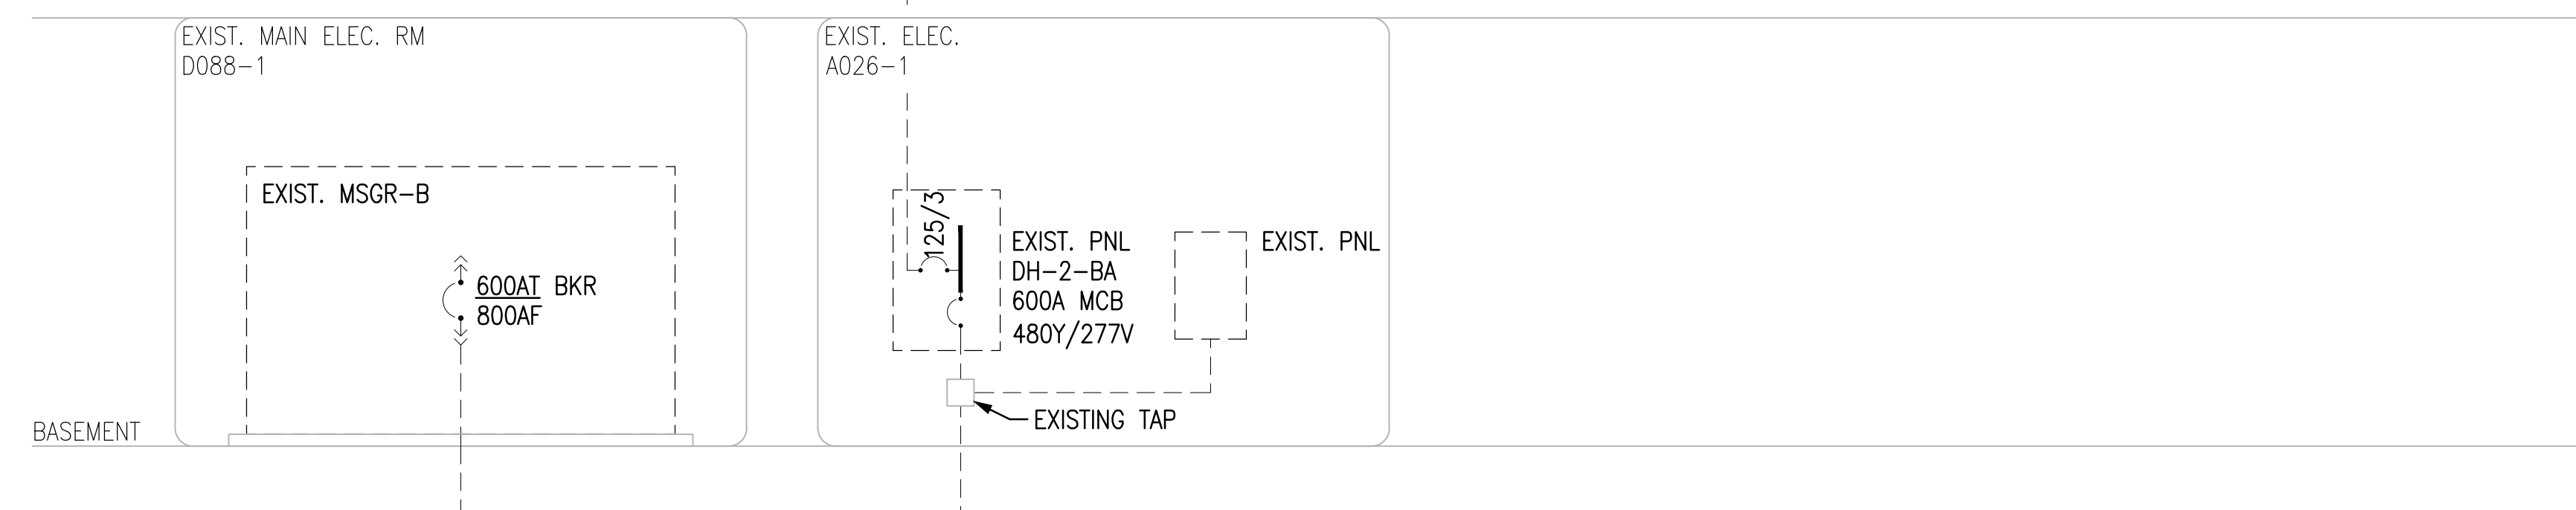 EXIST. MAIN ELEC. RM
D088-1
EXIST. MSGR-B
600AT BKR
800AF
EXIST. ELEC.
A026-1
125/3
EXIST. PNL
DH-2-BA
600A MCB
480Y/277V
EXIST. PNL
EXISTING TAP
BASEMENT